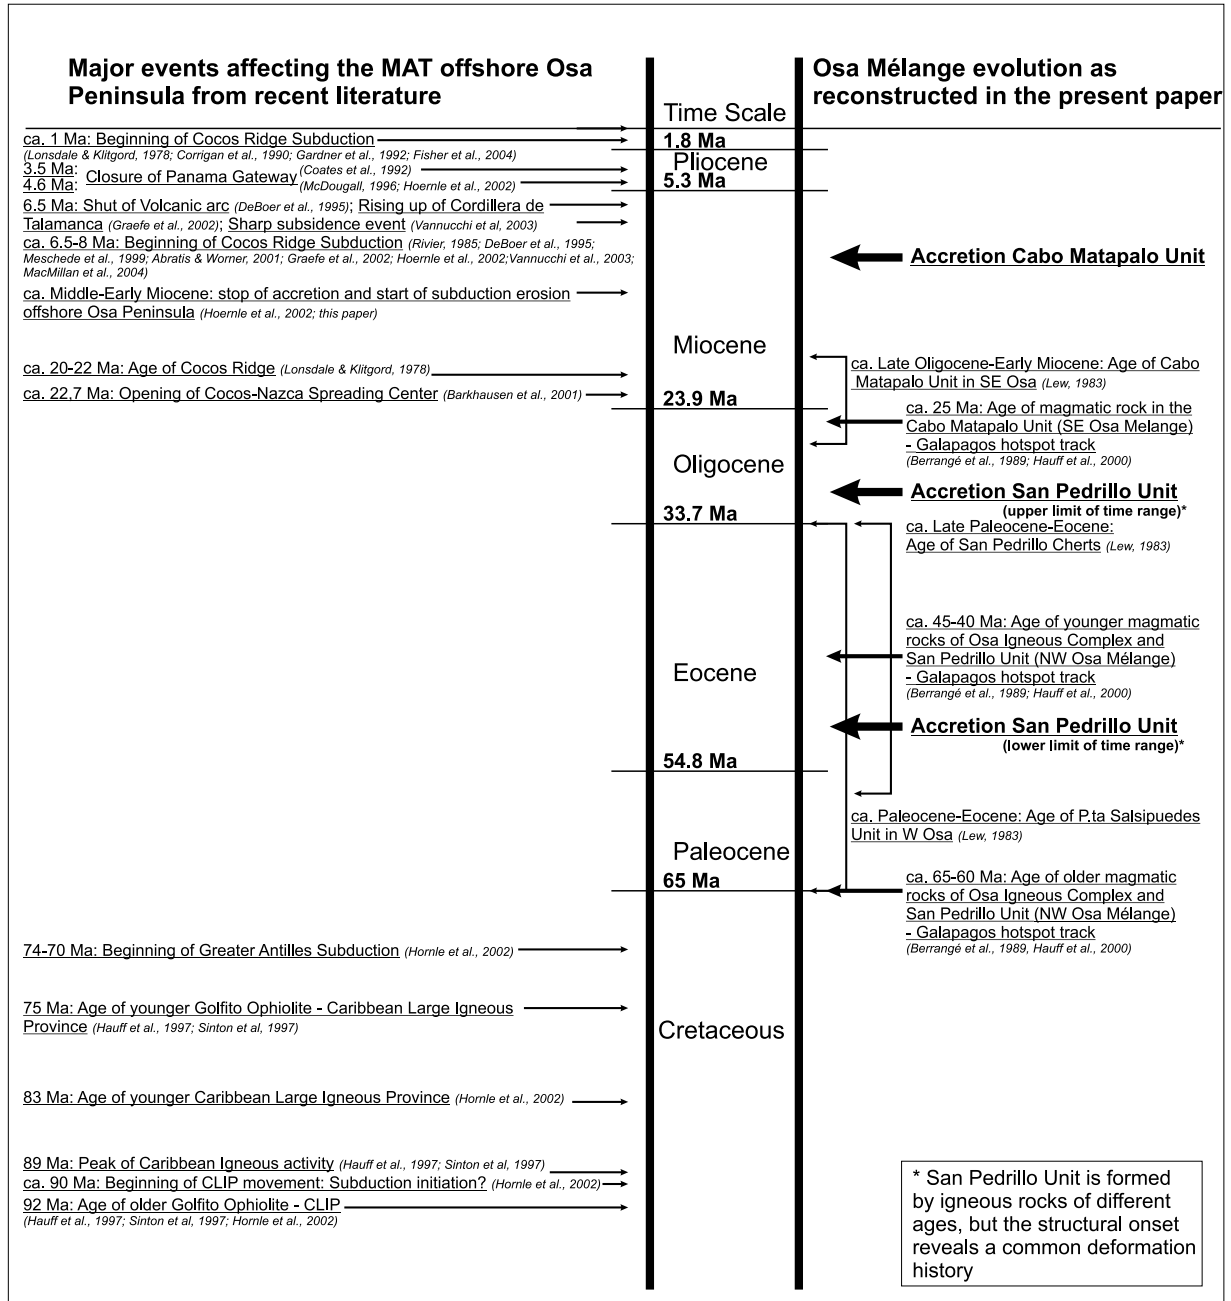 Major events affecting the MAT offshore Osa
Peninsula from recent literature
ca. 1 Ma: Beginning of Cocos Ridge Subduction
(Lonsdale & Klitgord, 1978; Corrigan et al., 1990; Gardner et al., 1992; Fisher et al., 2004)
3.5 Ma:
4.6 Ma:
Closure of Panama Gateway
(Coates et al., 1992)
(McDougall, 1996; Hoernle et al., 2002)
6.5 Ma: Shut of Volcanic arc (DeBoer et al., 1995); Rising up of Cordillera de
Talamanca (Graefe et al., 2002); Sharp subsidence event (Vannucchi et al, 2003)
ca. 6.5-8 Ma: Beginning of Cocos Ridge Subduction (Rivier, 1985; DeBoer et al., 1995;
Meschede et al., 1999; Abratis & Worner, 2001; Graefe et al., 2002; Hoernle et al., 2002;Vannucchi et al., 2003;
MacMillan et al., 2004)
ca. Middle-Early Miocene: stop of accretion and start of subduction erosion
offshore Osa Peninsula (Hoernle et al., 2002; this paper)
ca. 20-22 Ma: Age of Cocos Ridge (Lonsdale & Klitgord, 1978)
ca. 22,7 Ma: Opening of Cocos-Nazca Spreading Center (Barkhausen et al., 2001)
74-70 Ma: Beginning of Greater Antilles Subduction (Hornle et al., 2002)
75 Ma: Age of younger Golfito Ophiolite - Caribbean Large Igneous
Province (Hauff et al., 1997; Sinton et al, 1997)
83 Ma: Age of younger Caribbean Large Igneous Province (Hornle et al., 2002)
89 Ma: Peak of Caribbean Igneous activity (Hauff et al., 1997; Sinton et al, 1997)
ca. 90 Ma: Beginning of CLIP movement: Subduction initiation? (Hornle et al., 2002)
92 Ma: Age of older Golfito Ophiolite - CLIP
(Hauff et al., 1997; Sinton et al, 1997; Hornle et al., 2002)
Time Scale
1.8 Ma
Pliocene
5.3 Ma
Miocene
23.9 Ma
Oligocene
33.7 Ma
Eocene
54.8 Ma
Paleocene
65 Ma
Cretaceous
Osa Mélange evolution as
reconstructed in the present paper
Accretion Cabo Matapalo Unit
ca. Late Oligocene-Early Miocene: Age of Cabo
Matapalo Unit in SE Osa (Lew, 1983)
ca. 25 Ma: Age of magmatic rock in the
Cabo Matapalo Unit (SE Osa Melange)
- Galapagos hotspot track
(Berrangé et al., 1989; Hauff et al., 2000)
Accretion San Pedrillo Unit
(upper limit of time range)*
ca. Late Paleocene-Eocene:
Age of San Pedrillo Cherts (Lew, 1983)
ca. 45-40 Ma: Age of younger magmatic
rocks of Osa Igneous Complex and
San Pedrillo Unit (NW Osa Mélange)
- Galapagos hotspot track
(Berrangé et al., 1989; Hauff et al., 2000)
Accretion San Pedrillo Unit
(lower limit of time range)*
ca. Paleocene-Eocene: Age of P.ta Salsipuedes
Unit in W Osa (Lew, 1983)
ca. 65-60 Ma: Age of older magmatic
rocks of Osa Igneous Complex and
San Pedrillo Unit (NW Osa Mélange)
- Galapagos hotspot track
(Berrangé et al., 1989, Hauff et al., 2000)
* San Pedrillo Unit is formed
by igneous rocks of different
ages, but the structural onset
reveals a common deformation
history